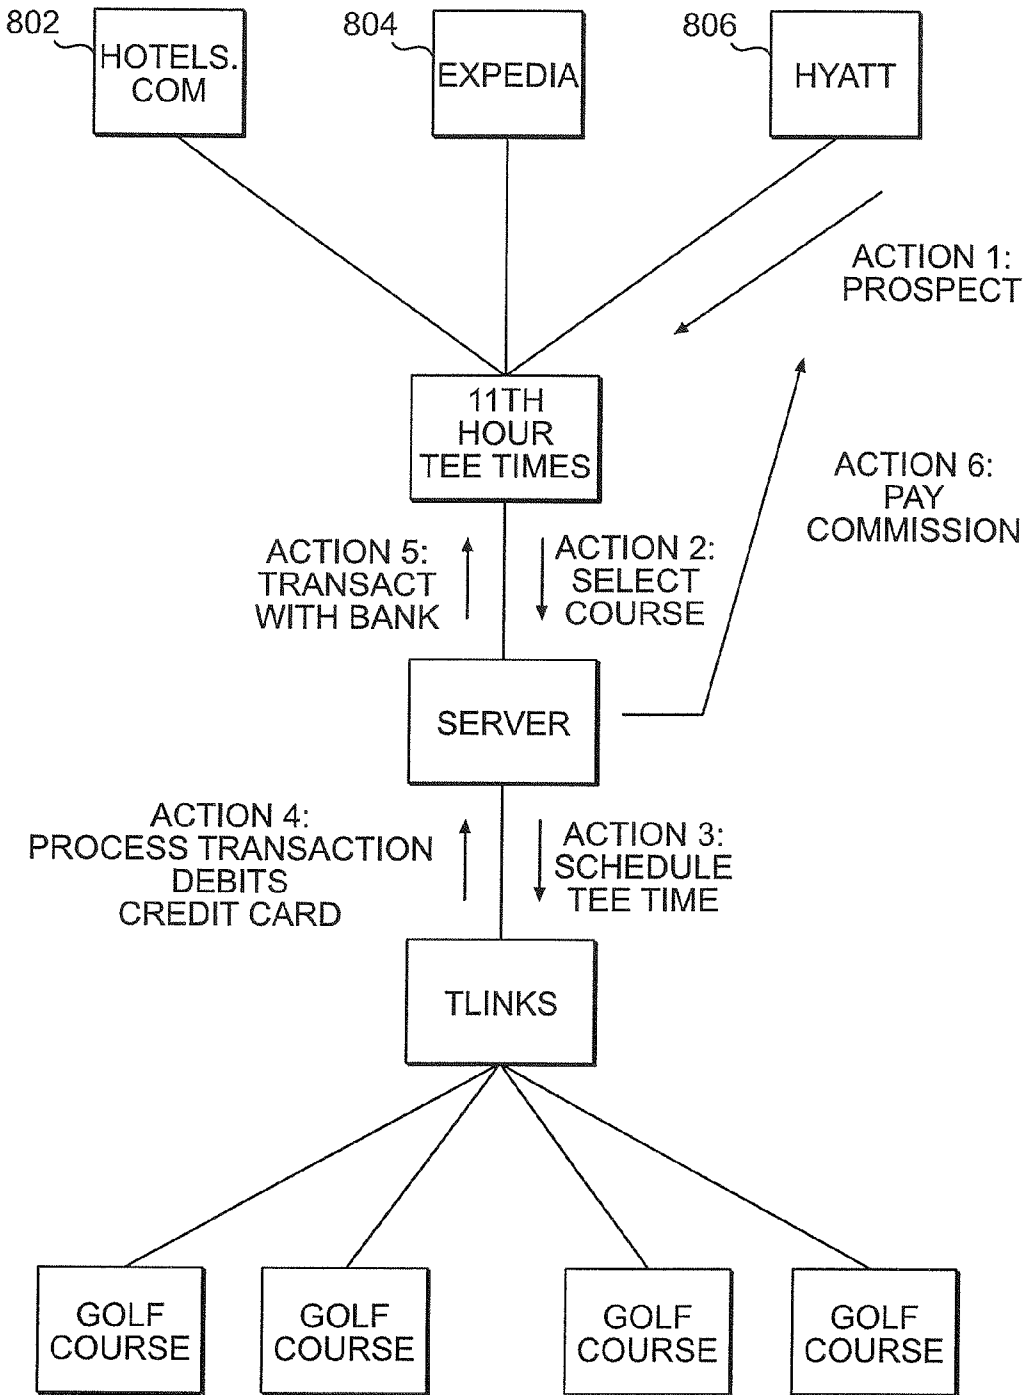 802
HOTELS.
COM
804
EXPEDIA
806
HYATT
ACTION 1:
PROSPECT
11TH
HOUR
TEE TIMES
ACTION 6:
PAY
COMMISSION
ACTION 5:
TRANSACT
WITH BANK
ACTION 2:
SELECT
COURSE
SERVER
ACTION 4:
PROCESS TRANSACTION
DEBITS
CREDIT CARD
ACTION 3:
SCHEDULE
TEE TIME
TLINKS
GOLF
COURSE
GOLF
COURSE
GOLF
COURSE
GOLF
COURSE